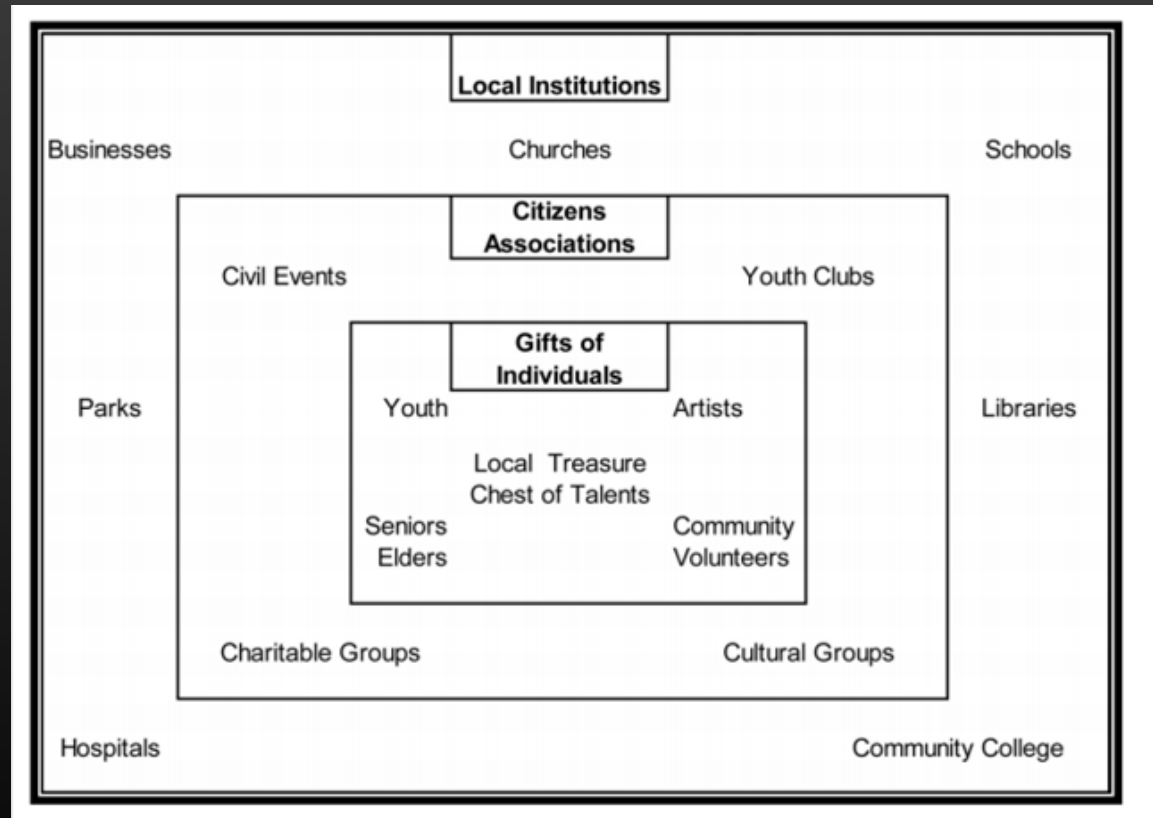 Local Institutions
Businesses Churches Schools
Citizens
Associations
Civil Events Youth Clubs
Gifts of
Individuals
Parks Youth Artists Libraries
Local Treasure
Chest of Talents
Seniors Community
Elders Volunteers
Charitable Groups Cultural Groups
Hospitals Community College